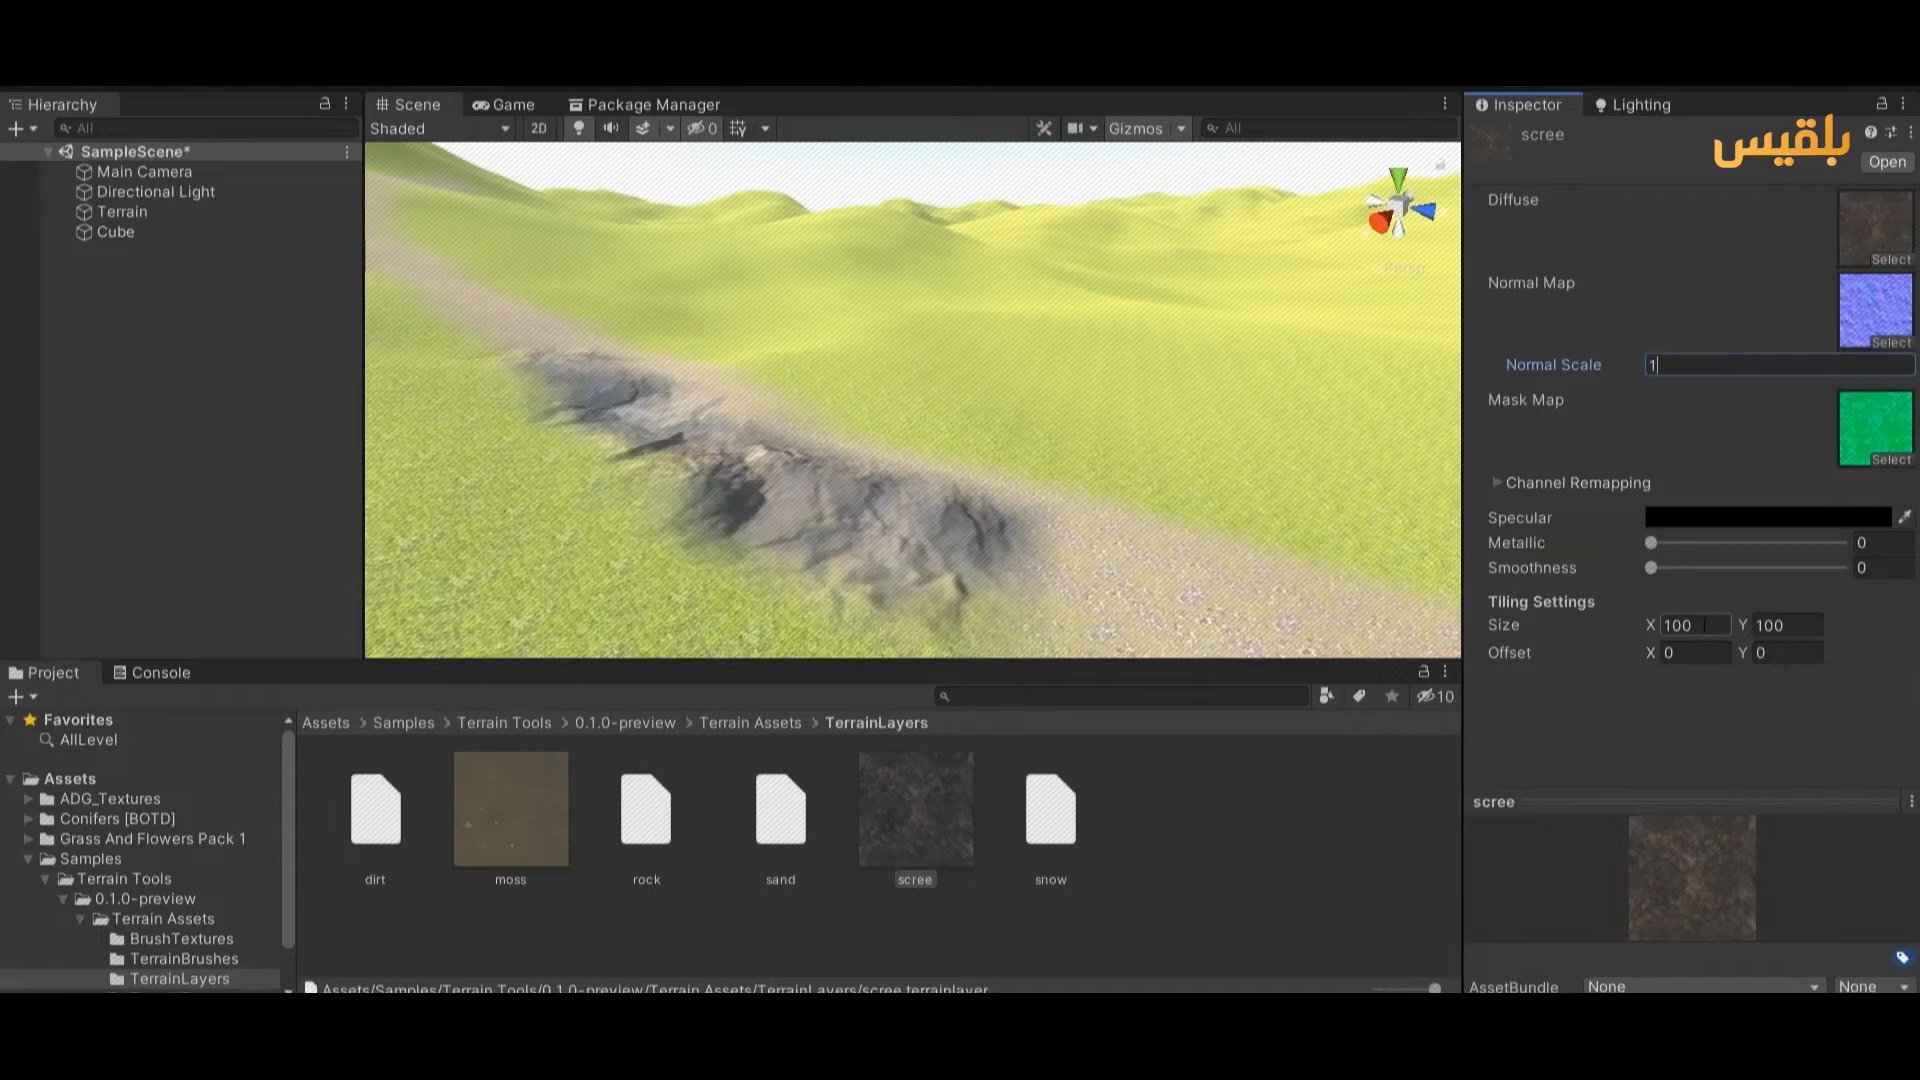 Hierarchy
Scene
Game
Package Manager
Inspector
Lighting
All
Shaded
2D
0
Gizmos
All
scree
بلقيس
Open
SampleScene*
Main Camera
Directional Light
Terrain
Cube
Persp
Diffuse
Select
Normal Map
Select
Normal Scale
1
Mask Map
Select
Channel Remapping
Specular
Metallic
0
Smoothness
0
Tiling Settings
Size X 100 Y 100
Offset X 0 Y 0
Project
Console
10
Favorites
AllLevel
Assets
ADG_Textures
Conifers [BOTD]
Grass And Flowers Pack 1
Samples
Terrain Tools
0.1.0-preview
Terrain Assets
BrushTextures
TerrainBrushes
TerrainLayers
Assets > Samples > Terrain Tools > 0.1.0-preview > Terrain Assets > TerrainLayers
dirt
moss
rock
sand
scree
snow
Assets/Samples/Terrain Tools/0.1.0-preview/Terrain Assets/TerrainLayers/scree.terrainlayer
scree
AssetBundle
None
None